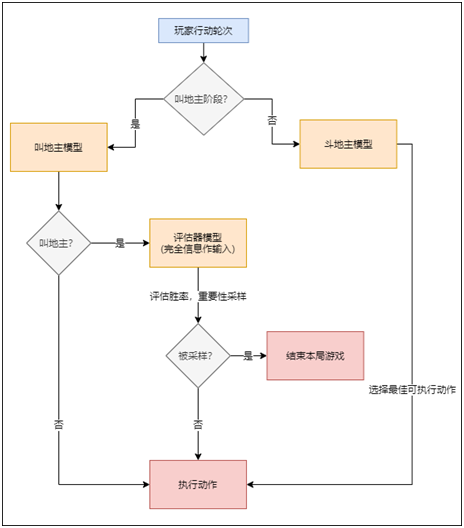 玩家行动轮次
叫地主阶段?
是
否
叫地主模型
斗地主模型
叫地主?
是
评估器模型
(完全信息作输入)
评估胜率，重要性采样
被采样?
是
结束本局游戏
选择最佳可执行动作
否
否
执行动作